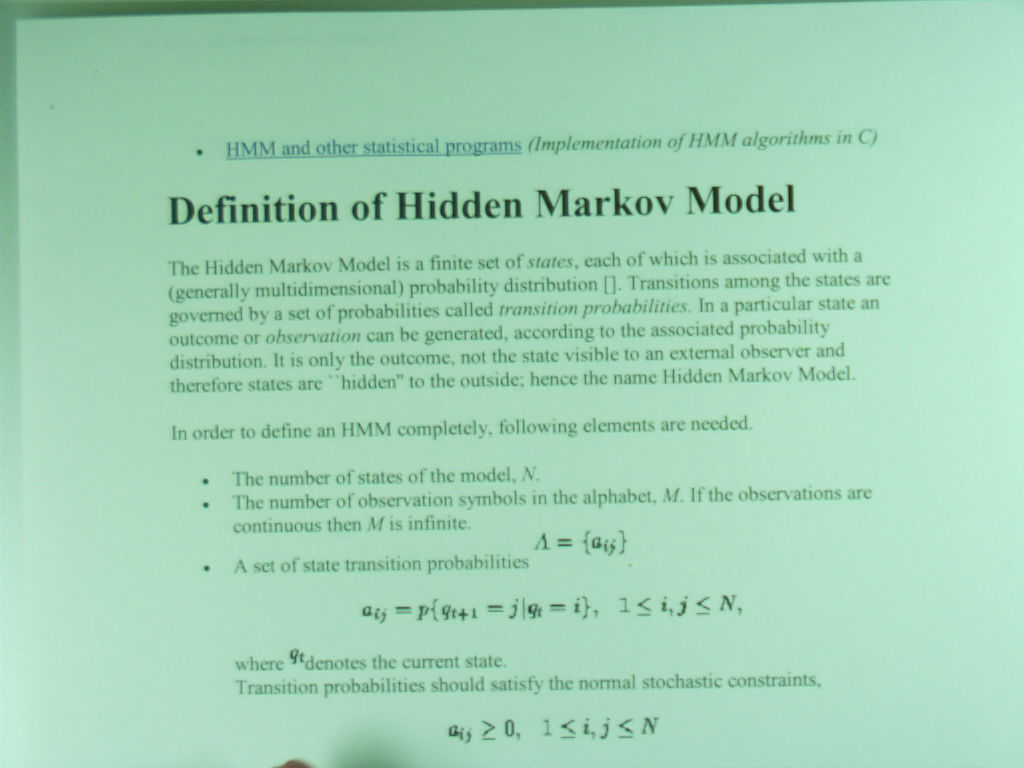 • HMM and other statistical programs (Implementation of HMM algorithms in C)
Definition of Hidden Markov Model
The Hidden Markov Model is a finite set of states, each of which is associated with a
(generally multidimensional) probability distribution []. Transitions among the states are
governed by a set of probabilities called transition probabilities. In a particular state an
outcome or observation can be generated, according to the associated probability
distribution. It is only the outcome, not the state visible to an external observer and
therefore states are ``hidden'' to the outside; hence the name Hidden Markov Model.
In order to define an HMM completely, following elements are needed.
• The number of states of the model, N.
• The number of observation symbols in the alphabet, M. If the observations are
continuous then M is infinite.
• A set of state transition probabilities Λ = {a_{ij}}.
a_{ij} = p{q_{t+1} = j|q_t = i}, 1 ≤ i, j ≤ N,
where q_t denotes the current state.
Transition probabilities should satisfy the normal stochastic constraints,
a_{ij} ≥ 0, 1 ≤ i, j ≤ N